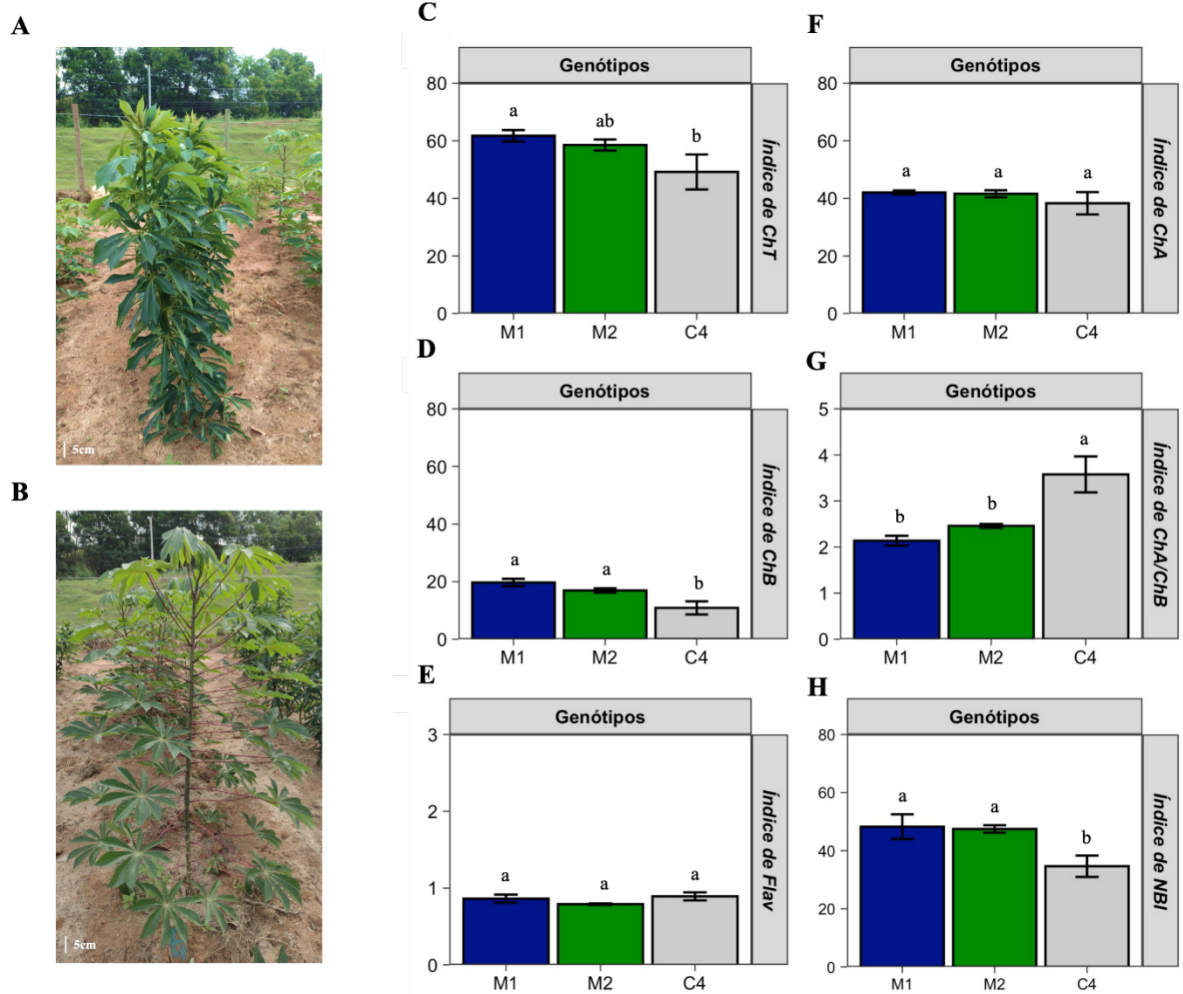 A
5cm
B
5cm
C
Genótipos
80
60
40
20
0
a
ab
b
M1
M2
C4
Índice de ChT
D
Genótipos
80
60
40
20
0
a
a
b
M1
M2
C4
Índice de ChB
E
Genótipos
3
2
1
0
a
a
a
M1
M2
C4
Índice de Flav
F
Genótipos
80
60
40
20
0
a
a
a
M1
M2
C4
Índice de ChA
G
Genótipos
5
4
3
2
1
0
b
b
a
M1
M2
C4
Índice de ChA/ChB
H
Genótipos
80
60
40
20
0
a
a
b
M1
M2
C4
Índice de NBI